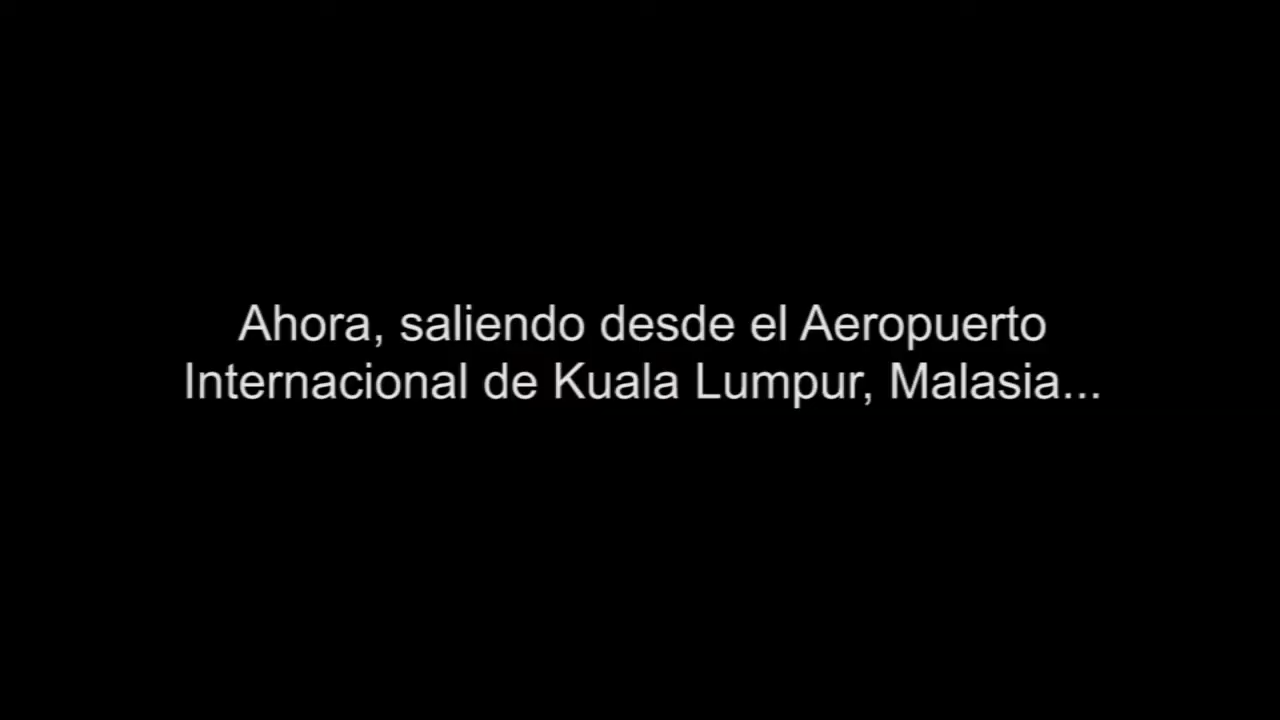 Ahora, saliendo desde el Aeropuerto
Internacional de Kuala Lumpur, Malasia...